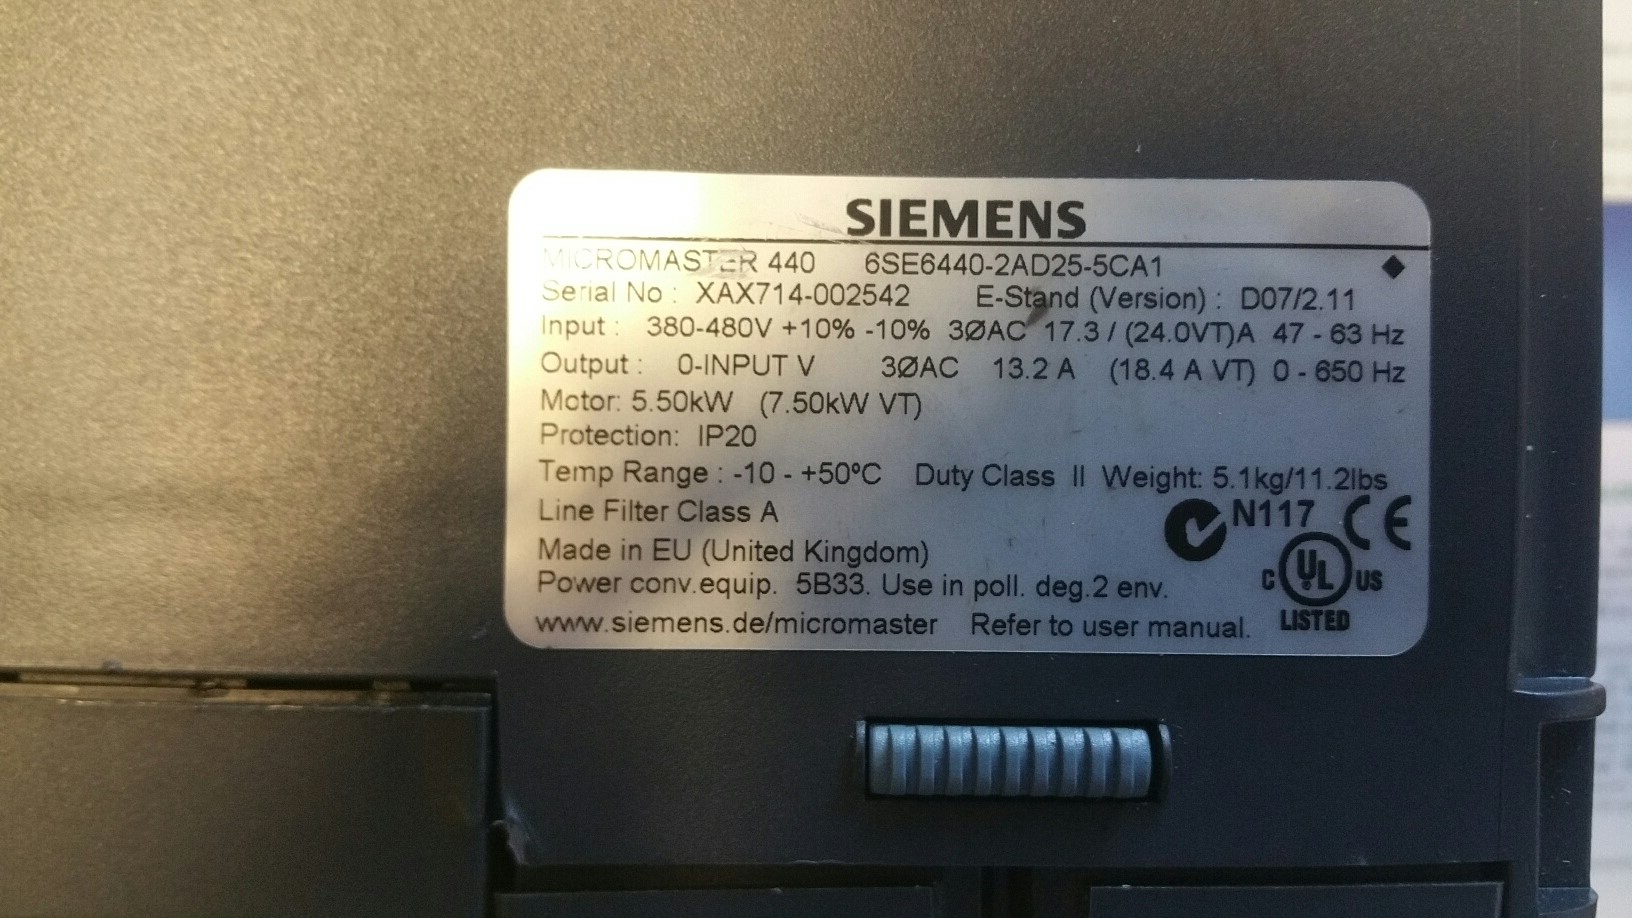 SIEMENS
MICROMASTER 440 6SE6440-2AD25-5CA1
Serial No : XAX714-002542 E-Stand (Version) : D07/2.11
Input : 380-480V +10% -10% 3ØAC 17.3 / (24.0VT)A 47 - 63 Hz
Output : 0-INPUT V 3ØAC 13.2 A (18.4 A VT) 0 - 650 Hz
Motor: 5.50kW (7.50kW VT)
Protection: IP20
Temp Range : -10 - +50ºC Duty Class II Weight: 5.1kg/11.2lbs
Line Filter Class A
N117 CE
Made in EU (United Kingdom)
Power conv.equip. 5B33. Use in poll. deg.2 env.
C UL US
LISTED
www.siemens.de/micromaster Refer to user manual.